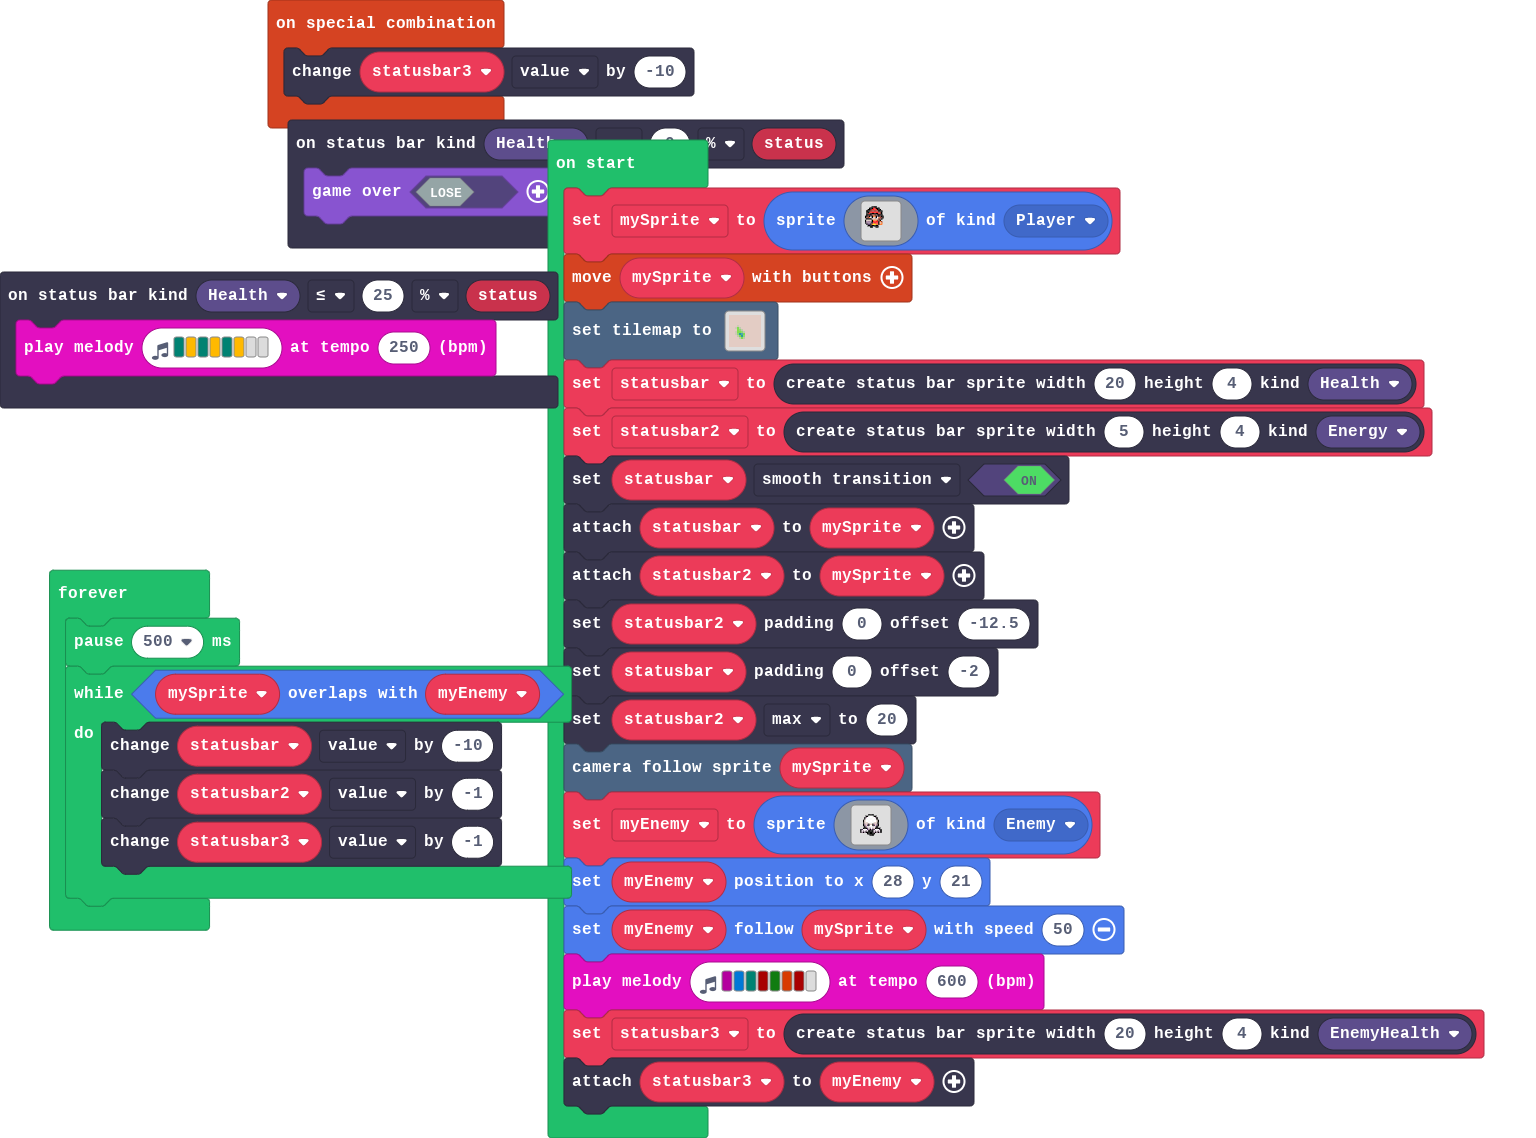 on special combination
change statusbar3 value by -10
on status bar kind Health % status
game over LOSE
on status bar kind Health ≤ 25 % status
play melody at tempo 250 (bpm)
forever
pause 500 ms
while mySprite overlaps with myEnemy
do
change statusbar value by -10
change statusbar2 value by -1
change statusbar3 value by -1
on start
set mySprite to sprite of kind Player
move mySprite with buttons
set tilemap to
set statusbar to create status bar sprite width 20 height 4 kind Health
set statusbar2 to create status bar sprite width 5 height 4 kind Energy
set statusbar smooth transition ON
attach statusbar to mySprite
attach statusbar2 to mySprite
set statusbar2 padding 0 offset -12.5
set statusbar padding 0 offset -2
set statusbar2 max to 20
camera follow sprite mySprite
set myEnemy to sprite of kind Enemy
set myEnemy position to x 28 y 21
set myEnemy follow mySprite with speed 50
play melody at tempo 600 (bpm)
set statusbar3 to create status bar sprite width 20 height 4 kind EnemyHealth
attach statusbar3 to myEnemy